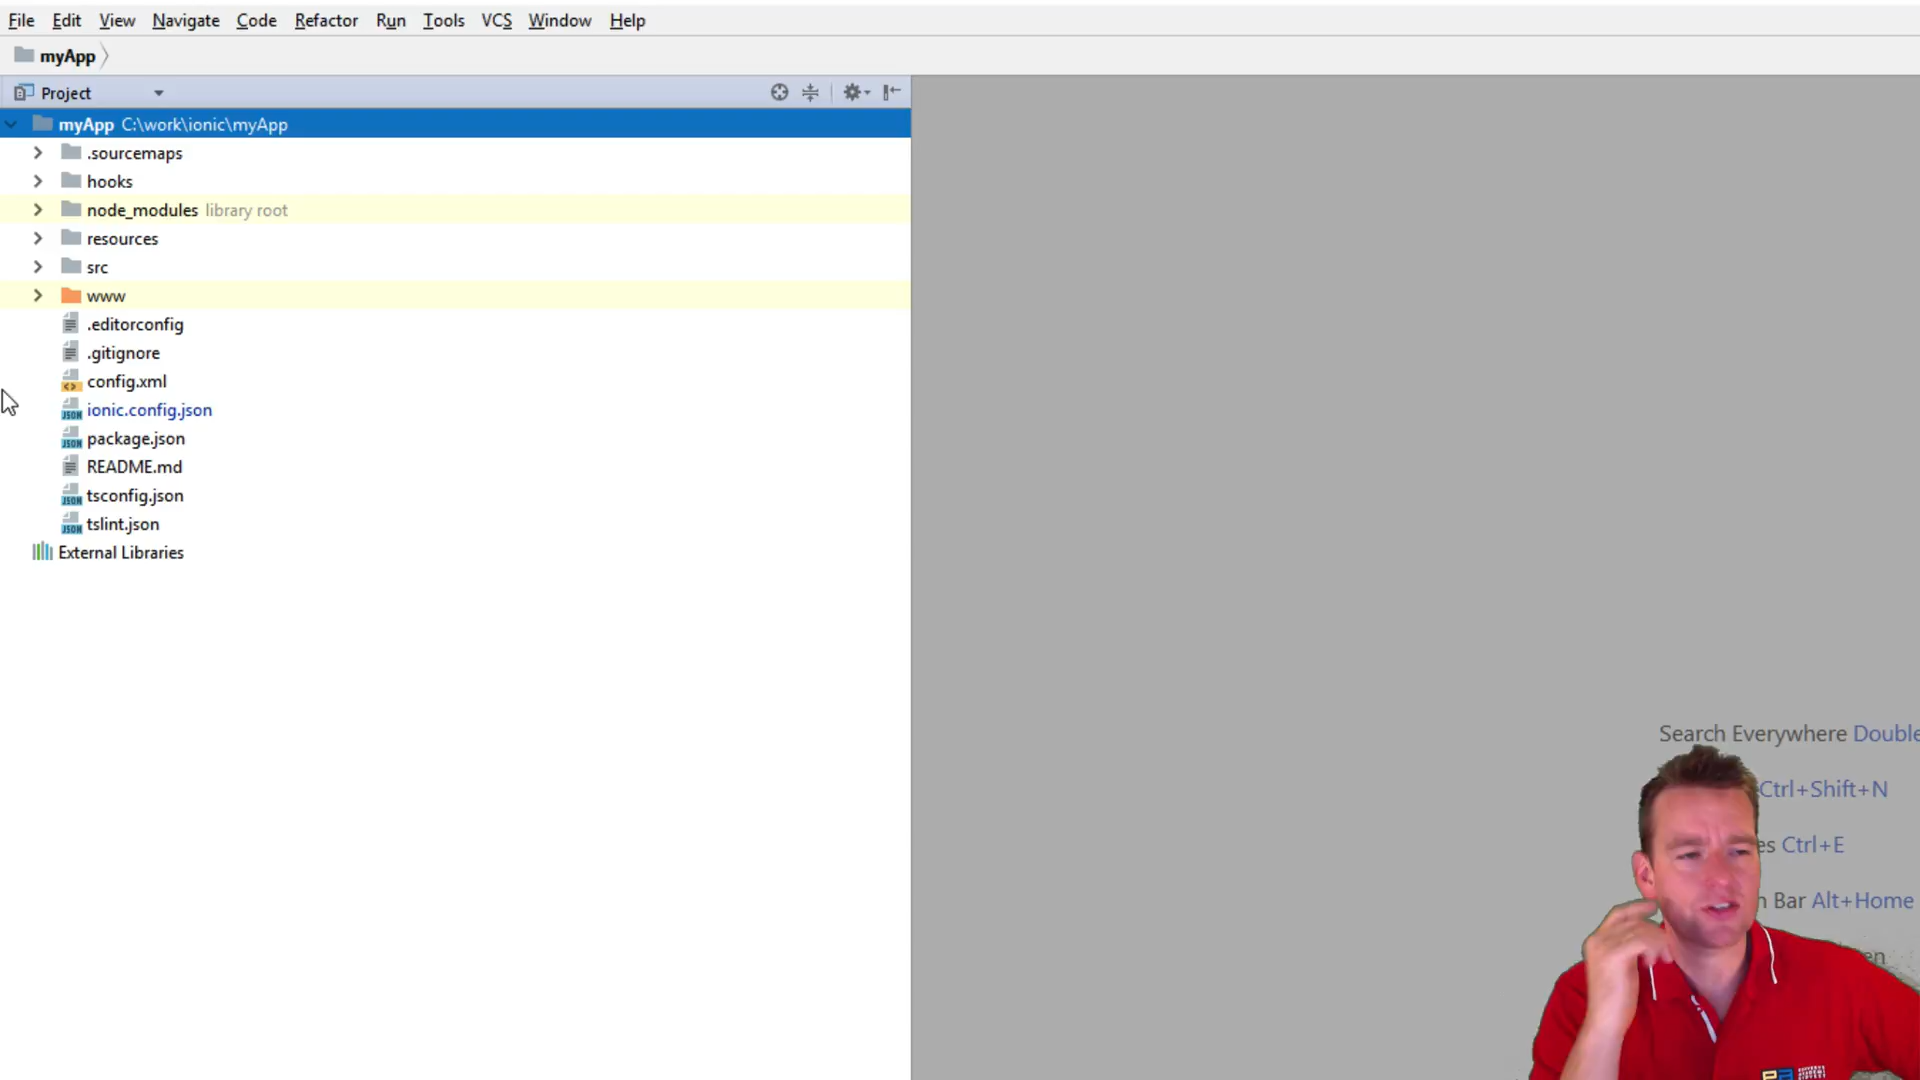 File Edit View Navigate Code Refactor Run Tools VCS Window Help
myApp
Project
myApp C:\work\ionic\myApp
.sourcemaps
hooks
node_modules library root
resources
src
www
.editorconfig
.gitignore
config.xml
ionic.config.json
package.json
README.md
tsconfig.json
tslint.json
External Libraries
Search Everywhere Double
Ctrl+Shift+N
es Ctrl+E
n Bar Alt+Home
en